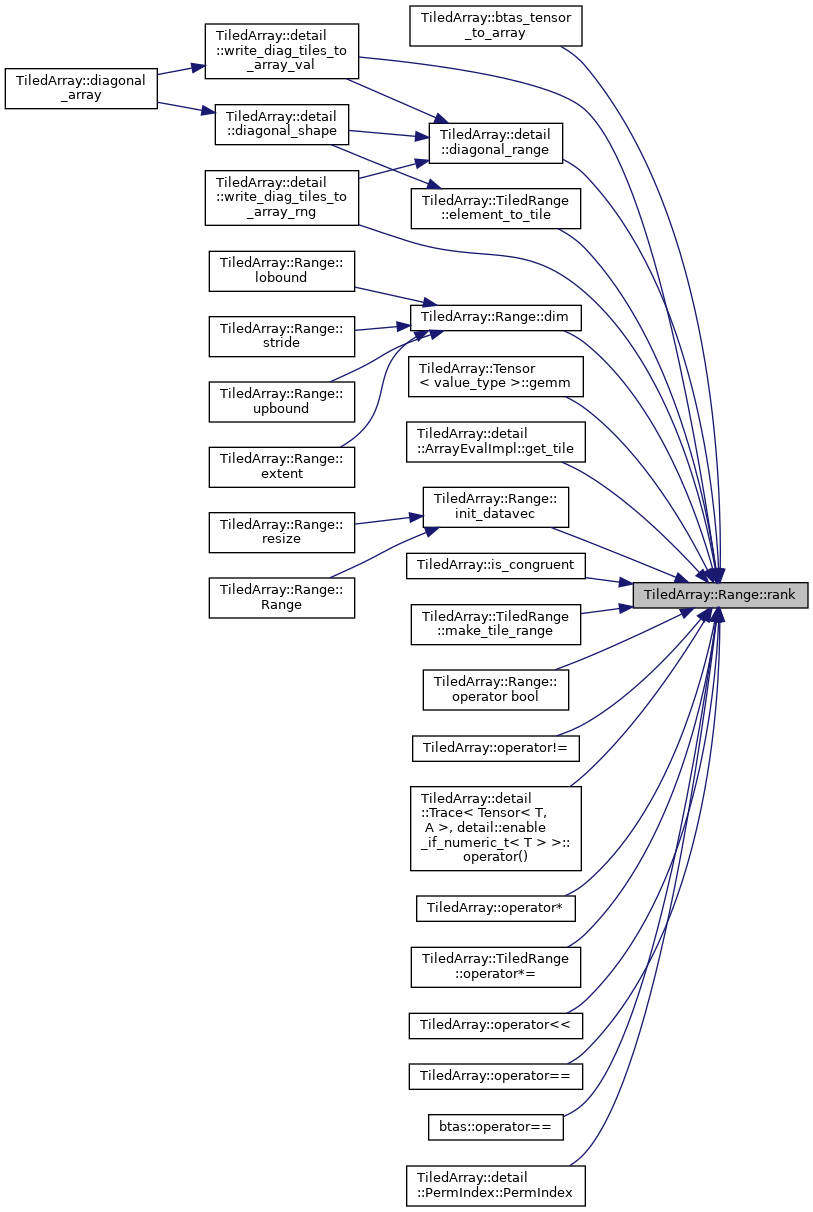 TiledArray::btas_tensor
_to_array
TiledArray::detail
::write_diag_tiles_to
_array_val
TiledArray::diagonal
_array
TiledArray::detail
::diagonal_shape
TiledArray::detail
::diagonal_range
TiledArray::detail
::write_diag_tiles_to
_array_rng
TiledArray::TiledRange
::element_to_tile
TiledArray::Range::
lobound
TiledArray::Range::dim
TiledArray::Range::
stride
TiledArray::Tensor
< value_type >::gemm
TiledArray::Range::
upbound
TiledArray::detail
::ArrayEvalImpl::get_tile
TiledArray::Range::
extent
TiledArray::Range::
init_datavec
TiledArray::Range::
resize
TiledArray::is_congruent
TiledArray::Range::
Range
TiledArray::Range::rank
TiledArray::TiledRange
::make_tile_range
TiledArray::Range::
operator bool
TiledArray::operator!=
TiledArray::detail
::Trace< Tensor< T,
A >, detail::enable
_if_numeric_t< T > >::
operator()
TiledArray::operator*
TiledArray::TiledRange
::operator*=
TiledArray::operator<<
TiledArray::operator==
btas::operator==
TiledArray::detail
::PermIndex::PermIndex